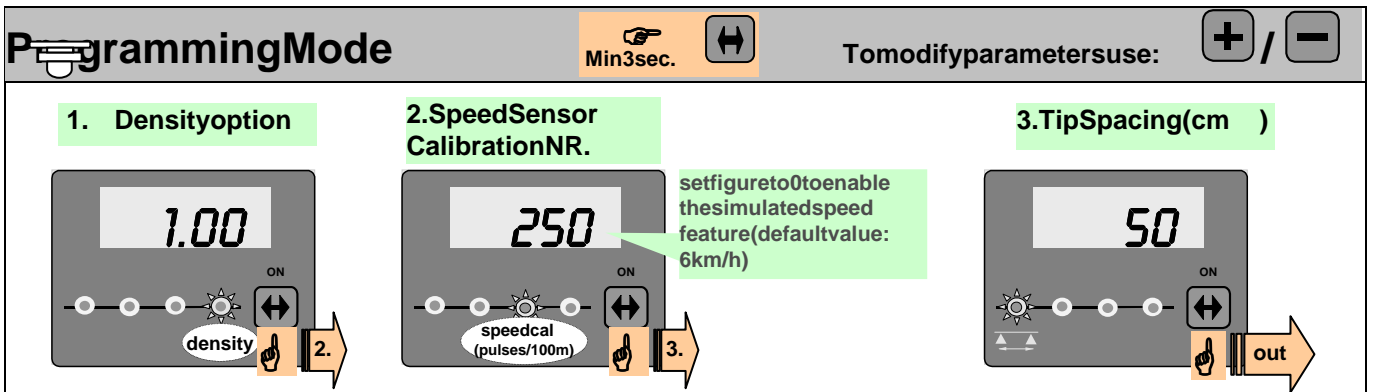 ProgrammingMode
Min3sec.
Tomodifyparametersuse:
+ / −
1. Densityoption
2.SpeedSensor
CalibrationNR.
3.TipSpacing(cm )
1.00
ON
density
2.
250
ON
speedcal
(pulses/100m)
3.
setfigureto0toenable
thesimulatedspeed
feature(defaultvalue:
6km/h)
50
ON
out